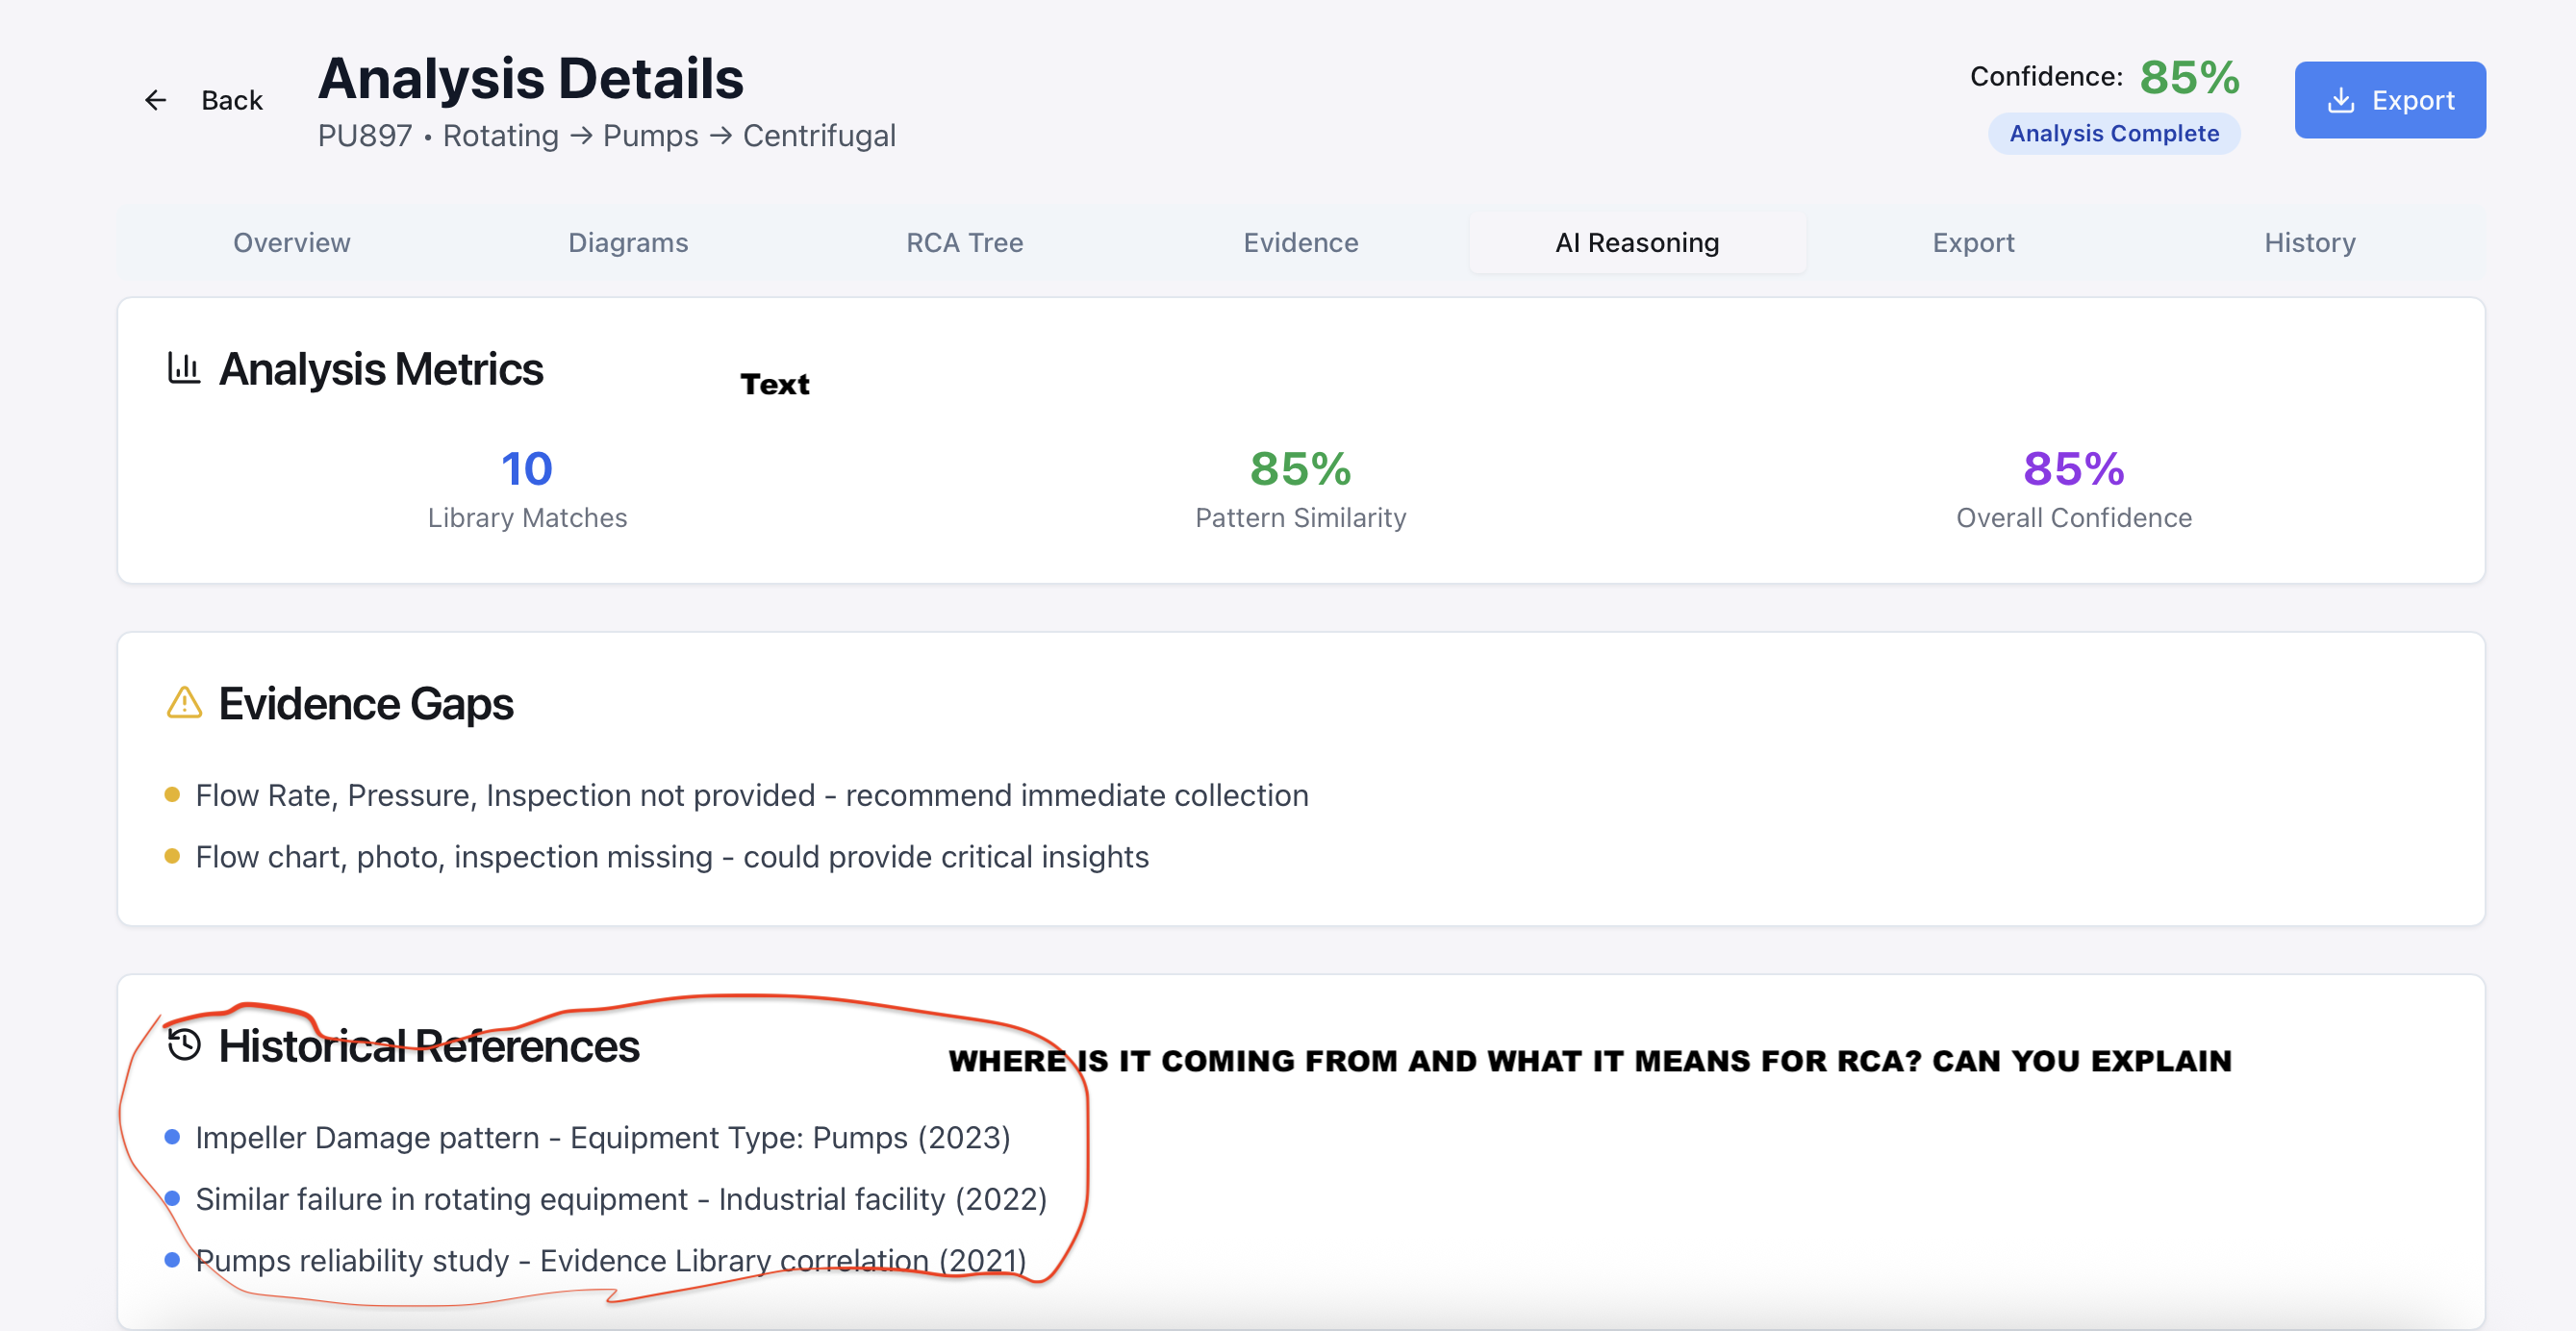 ← Back
Analysis Details
PU897 • Rotating → Pumps → Centrifugal
Confidence: 85%
Analysis Complete
Export
Overview
Diagrams
RCA Tree
Evidence
AI Reasoning
Export
History
Analysis Metrics
Text
10
Library Matches
85%
Pattern Similarity
85%
Overall Confidence
Evidence Gaps
Flow Rate, Pressure, Inspection not provided - recommend immediate collection
Flow chart, photo, inspection missing - could provide critical insights
Historical References
WHERE IS IT COMING FROM AND WHAT IT MEANS FOR RCA? CAN YOU EXPLAIN
Impeller Damage pattern - Equipment Type: Pumps (2023)
Similar failure in rotating equipment - Industrial facility (2022)
Pumps reliability study - Evidence Library correlation (2021)